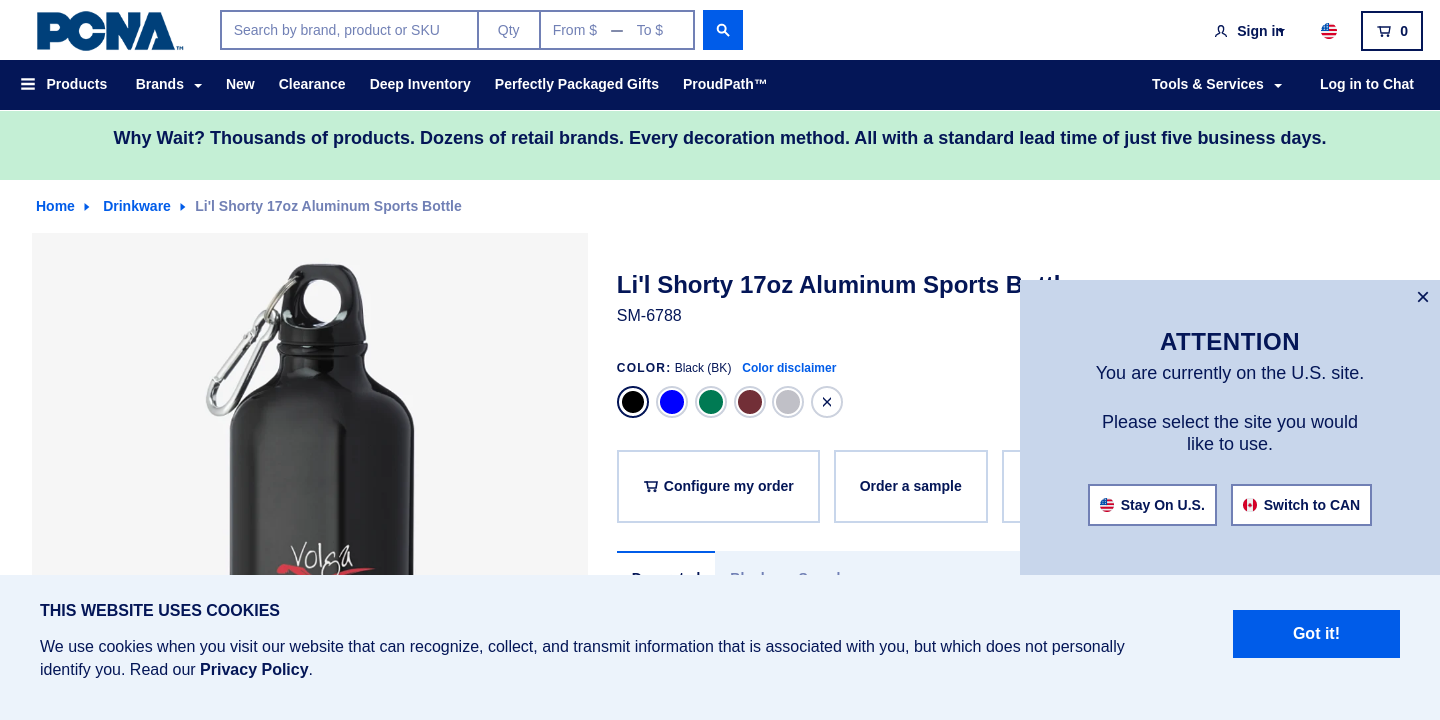 PCNA™
Search by brand, product or SKU
Qty
From $ — To $
Sign in
0
Products
Brands
New
Clearance
Deep Inventory
Perfectly Packaged Gifts
ProudPath™
Tools & Services
Log in to Chat
Why Wait? Thousands of products. Dozens of retail brands. Every decoration method. All with a standard lead time of just five business days.
Home
Drinkware
Li'l Shorty 17oz Aluminum Sports Bottle
Volga
Li'l Shorty 17oz Aluminum Sports Bottle
SM-6788
COLOR: Black (BK) Color disclaimer
Configure my order
Order a sample
ATTENTION
You are currently on the U.S. site.
Please select the site you would
like to use.
Stay On U.S.
Switch to CAN
THIS WEBSITE USES COOKIES
We use cookies when you visit our website that can recognize, collect, and transmit information that is associated with you, but which does not personally
identify you. Read our Privacy Policy.
Got it!